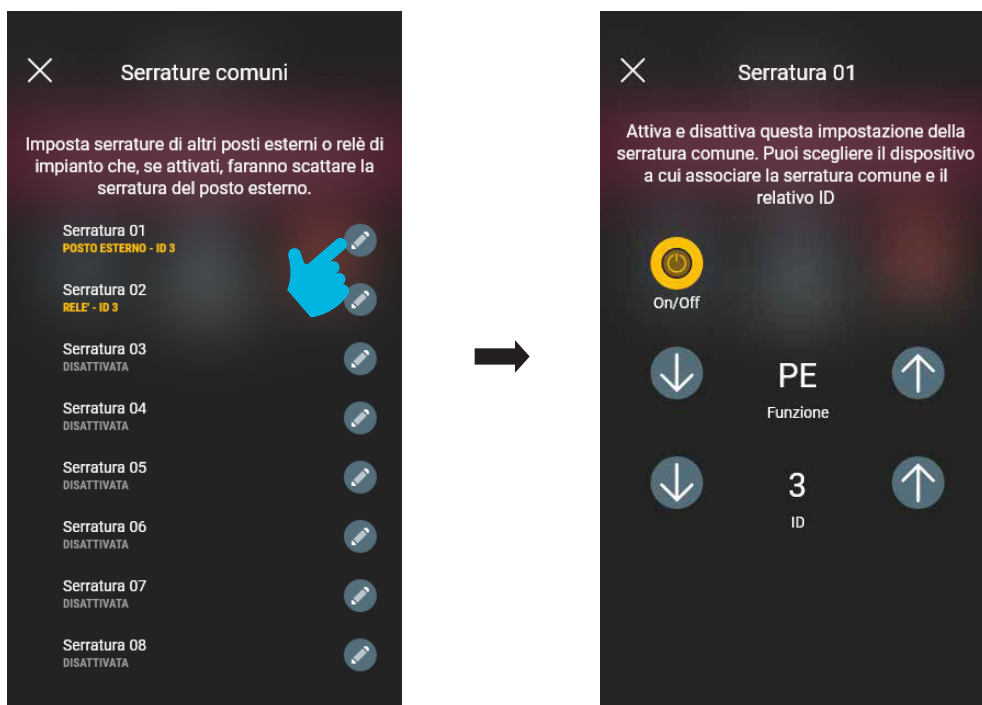 Serrature comuni
Imposta serrature di altri posti esterni o relè di
impianto che, se attivati, faranno scattare la
serratura del posto esterno.
Serratura 01
POSTO ESTERNO - ID 3
Serratura 02
RELE' - ID 3
Serratura 03
DISATTIVATA
Serratura 04
DISATTIVATA
Serratura 05
DISATTIVATA
Serratura 06
DISATTIVATA
Serratura 07
DISATTIVATA
Serratura 08
DISATTIVATA
Serratura 01
Attiva e disattiva questa impostazione della
serratura comune. Puoi scegliere il dispositivo
a cui associare la serratura comune e il
relativo ID
On/Off
PE
Funzione
3
ID